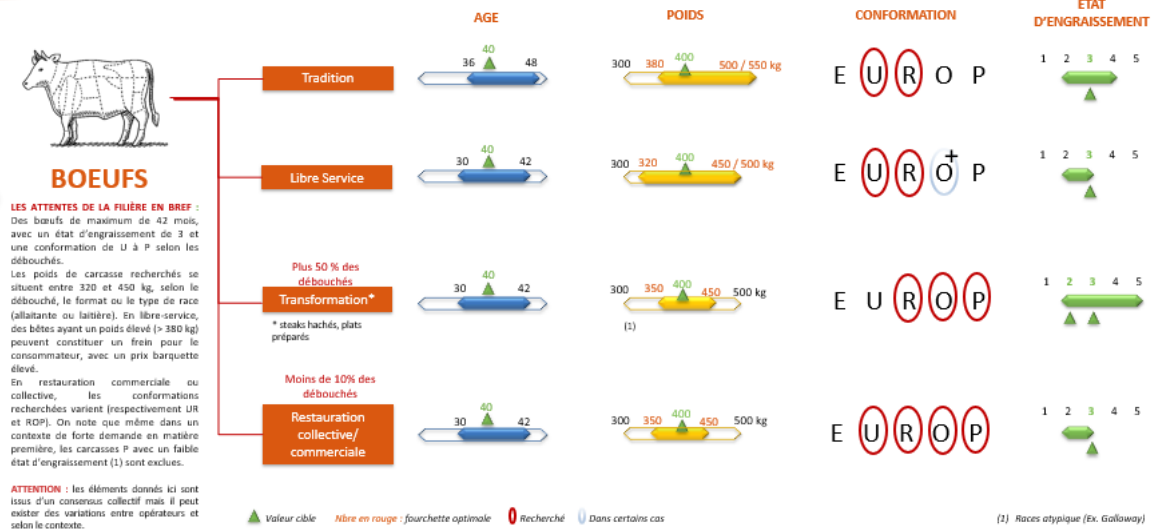 AGE
POIDS
CONFORMATION
ETAT
D'ENGRAISSEMENT
Tradition
36
40
48
300
380
400
500 / 550 kg
E U R O P
1 2 3 4 5
Libre Service
30
40
42
300
320
400
450 / 500 kg
E U R O + P
1 2 3 4 5
BOEUFS
LES ATTENTES DE LA FILIÈRE EN BREF :
Des bœufs de maximum de 42 mois,
avec un état d'engraissement de 3 et
une conformation de U à P selon les
débouchés.
Les poids de carcasse recherchés se
situent entre 320 et 450 kg, selon le
débouché, le format ou le type de race
(allaitante ou laitière). En libre-service,
des bêtes ayant un poids élevé (> 380 kg)
peuvent constituer un frein pour le
consommateur, avec un prix barquette
élevé.
En restauration commerciale ou
collective, les conformations
recherchées varient (respectivement UR
et ROP). On note que même dans un
contexte de forte demande en matière
première, les carcasses P avec un faible
état d'engraissement (1) sont exclues.
ATTENTION : les éléments donnés ici sont
issus d'un consensus collectif mais il peut
exister des variations entre opérateurs et
selon le contexte.
Plus 50 % des
débouchés
Transformation*
* steaks hachés, plats
préparés
30
40
42
300
350
400
450
500 kg
(1)
E U R O P
1 2 3 4 5
Moins de 10% des
débouchés
Restauration
collective/
commerciale
30
40
42
300
350
400
450
500 kg
E U R O P
1 2 3 4 5
Valeur cible
Nbre en rouge : fourchette optimale
Recherché
Dans certains cas
(1) Races atypique (Ex. Galloway)